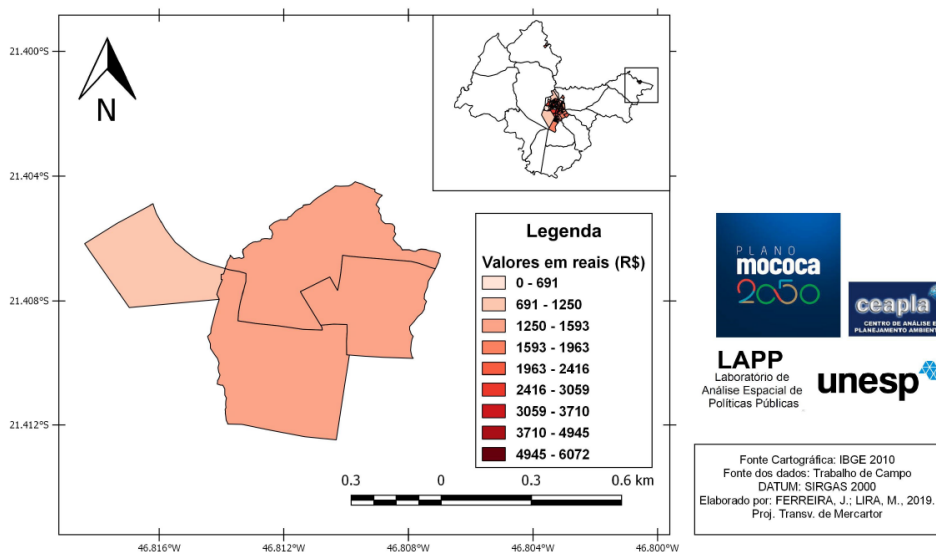 21.400°S
21.404°S
21.408°S
21.412°S
N
Legenda
Valores em reais (R$)
0 - 691
691 - 1250
1250 - 1593
1593 - 1963
1963 - 2416
2416 - 3059
3059 - 3710
3710 - 4945
4945 - 6072
0.3 0 0.3 0.6 km
46.816°W 46.812°W 46.808°W 46.804°W 46.800°W
PLANO
mococa
2050
ceapla
CENTRO DE ANÁLISE E
PLANEJAMENTO AMBIEN
LAPP
Laboratório de
Análise Espacial de
Políticas Públicas
unesp
Fonte Cartográfica: IBGE 2010
Fonte dos dados: Trabalho de Campo
DATUM: SIRGAS 2000
Elaborado por: FERREIRA, J.; LIRA, M., 2019.
Proj. Transv. de Mercartor